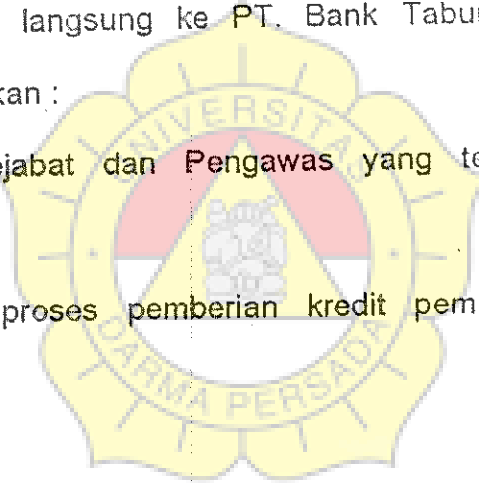 langsung ke PT. Bank Tabu
kan :
ejabat dan Pengawas yang te
proses pemberian kredit pem
UNIVERSITAS
DARMA PERSADA